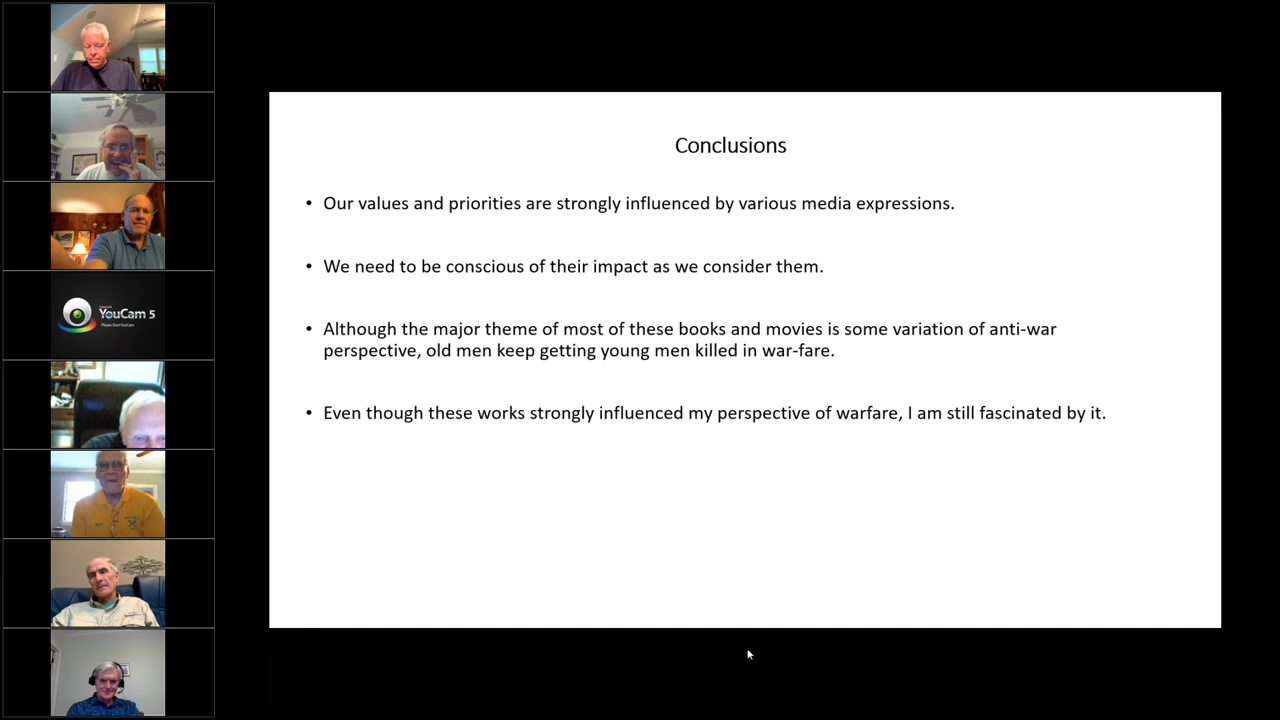 YouCam 5
Please Start YouCam
Conclusions
• Our values and priorities are strongly influenced by various media expressions.
• We need to be conscious of their impact as we consider them.
• Although the major theme of most of these books and movies is some variation of anti-war
perspective, old men keep getting young men killed in war-fare.
• Even though these works strongly influenced my perspective of warfare, I am still fascinated by it.